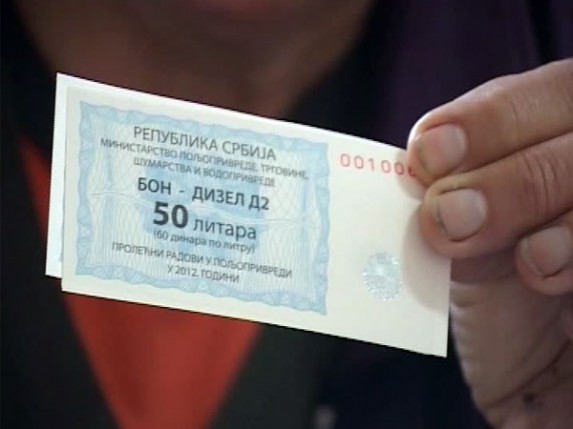 РЕПУБЛИКА СРБИЈА
МИНИСТАРСТВО ПОЉОПРИВРЕДЕ, ТРГОВИНЕ,
ШУМАРСТВА И ВОДОПРИВРЕДЕ
БОН - ДИЗЕЛ Д2
50 ЛИТАРА
(60 динара по литру)
ПРОЛЕЋНИ РАДОВИ У ПОЉОПРИВРЕДИ
У 2012. ГОДИНИ
00100